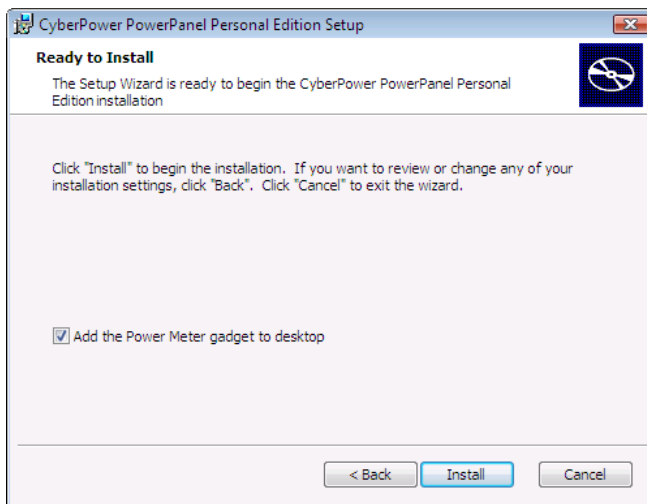 CyberPower PowerPanel Personal Edition Setup
Ready to Install
The Setup Wizard is ready to begin the CyberPower PowerPanel Personal
Edition installation
Click "Install" to begin the installation. If you want to review or change any of your
installation settings, click "Back". Click "Cancel" to exit the wizard.
Add the Power Meter gadget to desktop
< Back Install Cancel